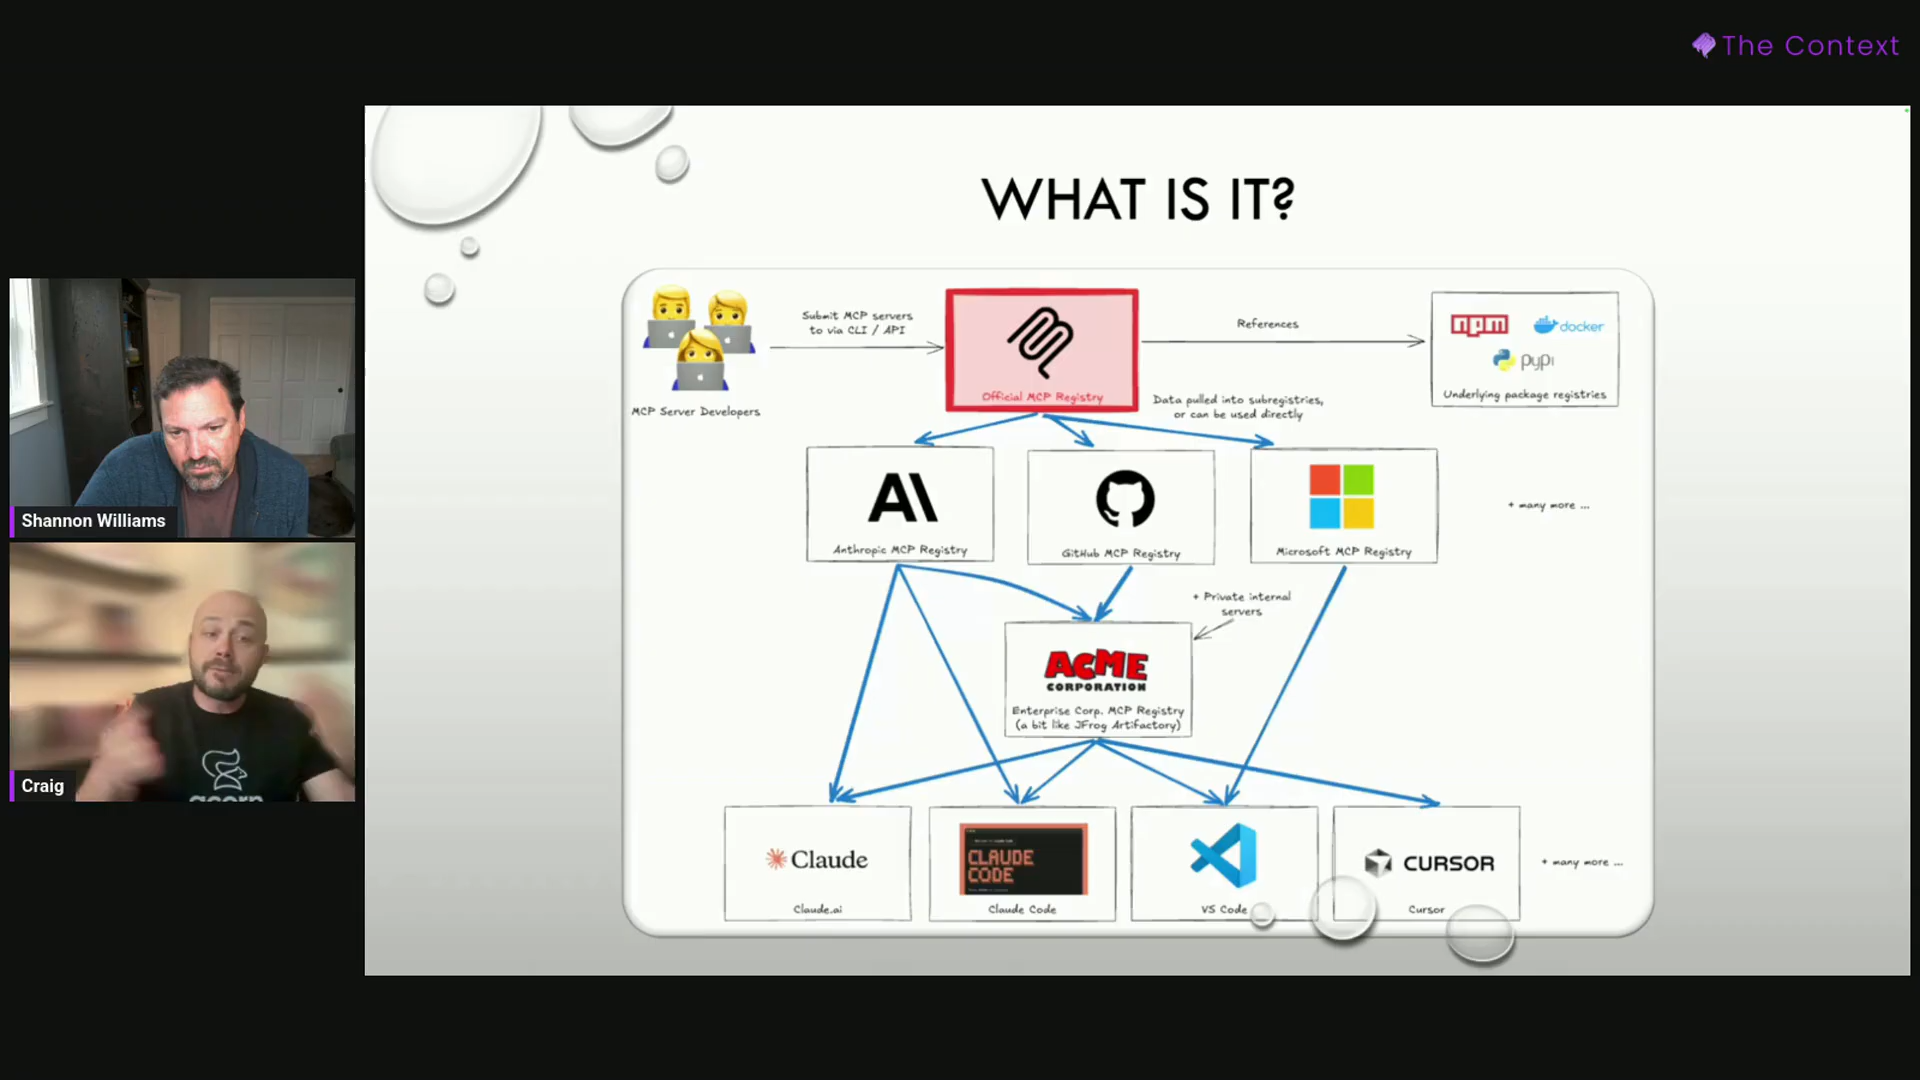 The Context
WHAT IS IT?
Submit MCP servers
to via CLI / API
MCP Server Developers
Official MCP Registry
References
npm
docker
pypi
Underlying package registries
Data pulled into subregistries,
or can be used directly
Anthropic MCP Registry
GitHub MCP Registry
Microsoft MCP Registry
+ many more ...
+ Private internal
servers
ACME
CORPORATION
Enterprise Corp. MCP Registry
(a bit like JFrog Artifactory)
Claude
Claude.ai
CLAUDE
CODE
Claude Code
VS Code
CURSOR
Cursor
+ many more ...
Shannon Williams
acorn
Craig